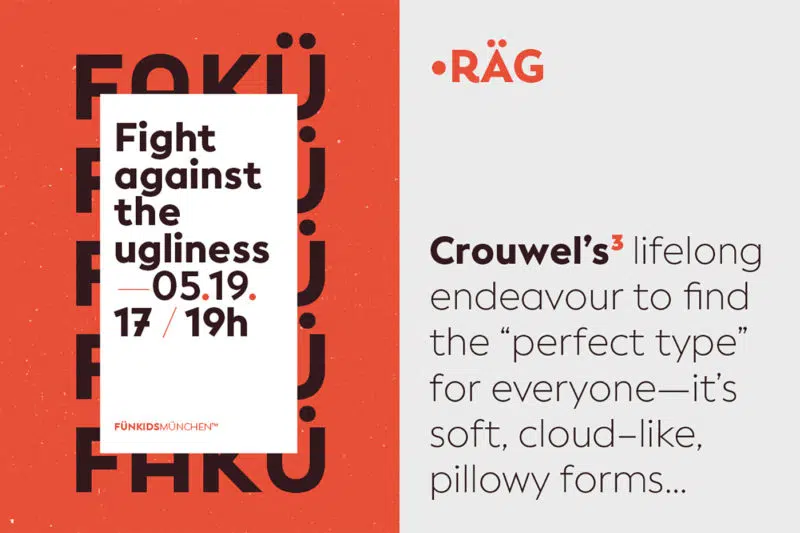 FAKÜ
Fight
against
the
ugliness
—05.19.
17 / 19h
FÜNKIDSMÜNCHEN™
FAKÜ
•RÄG
Crouwel’s³ lifelong
endeavour to find
the “perfect type”
for everyone—it’s
soft, cloud–like,
pillowy forms...